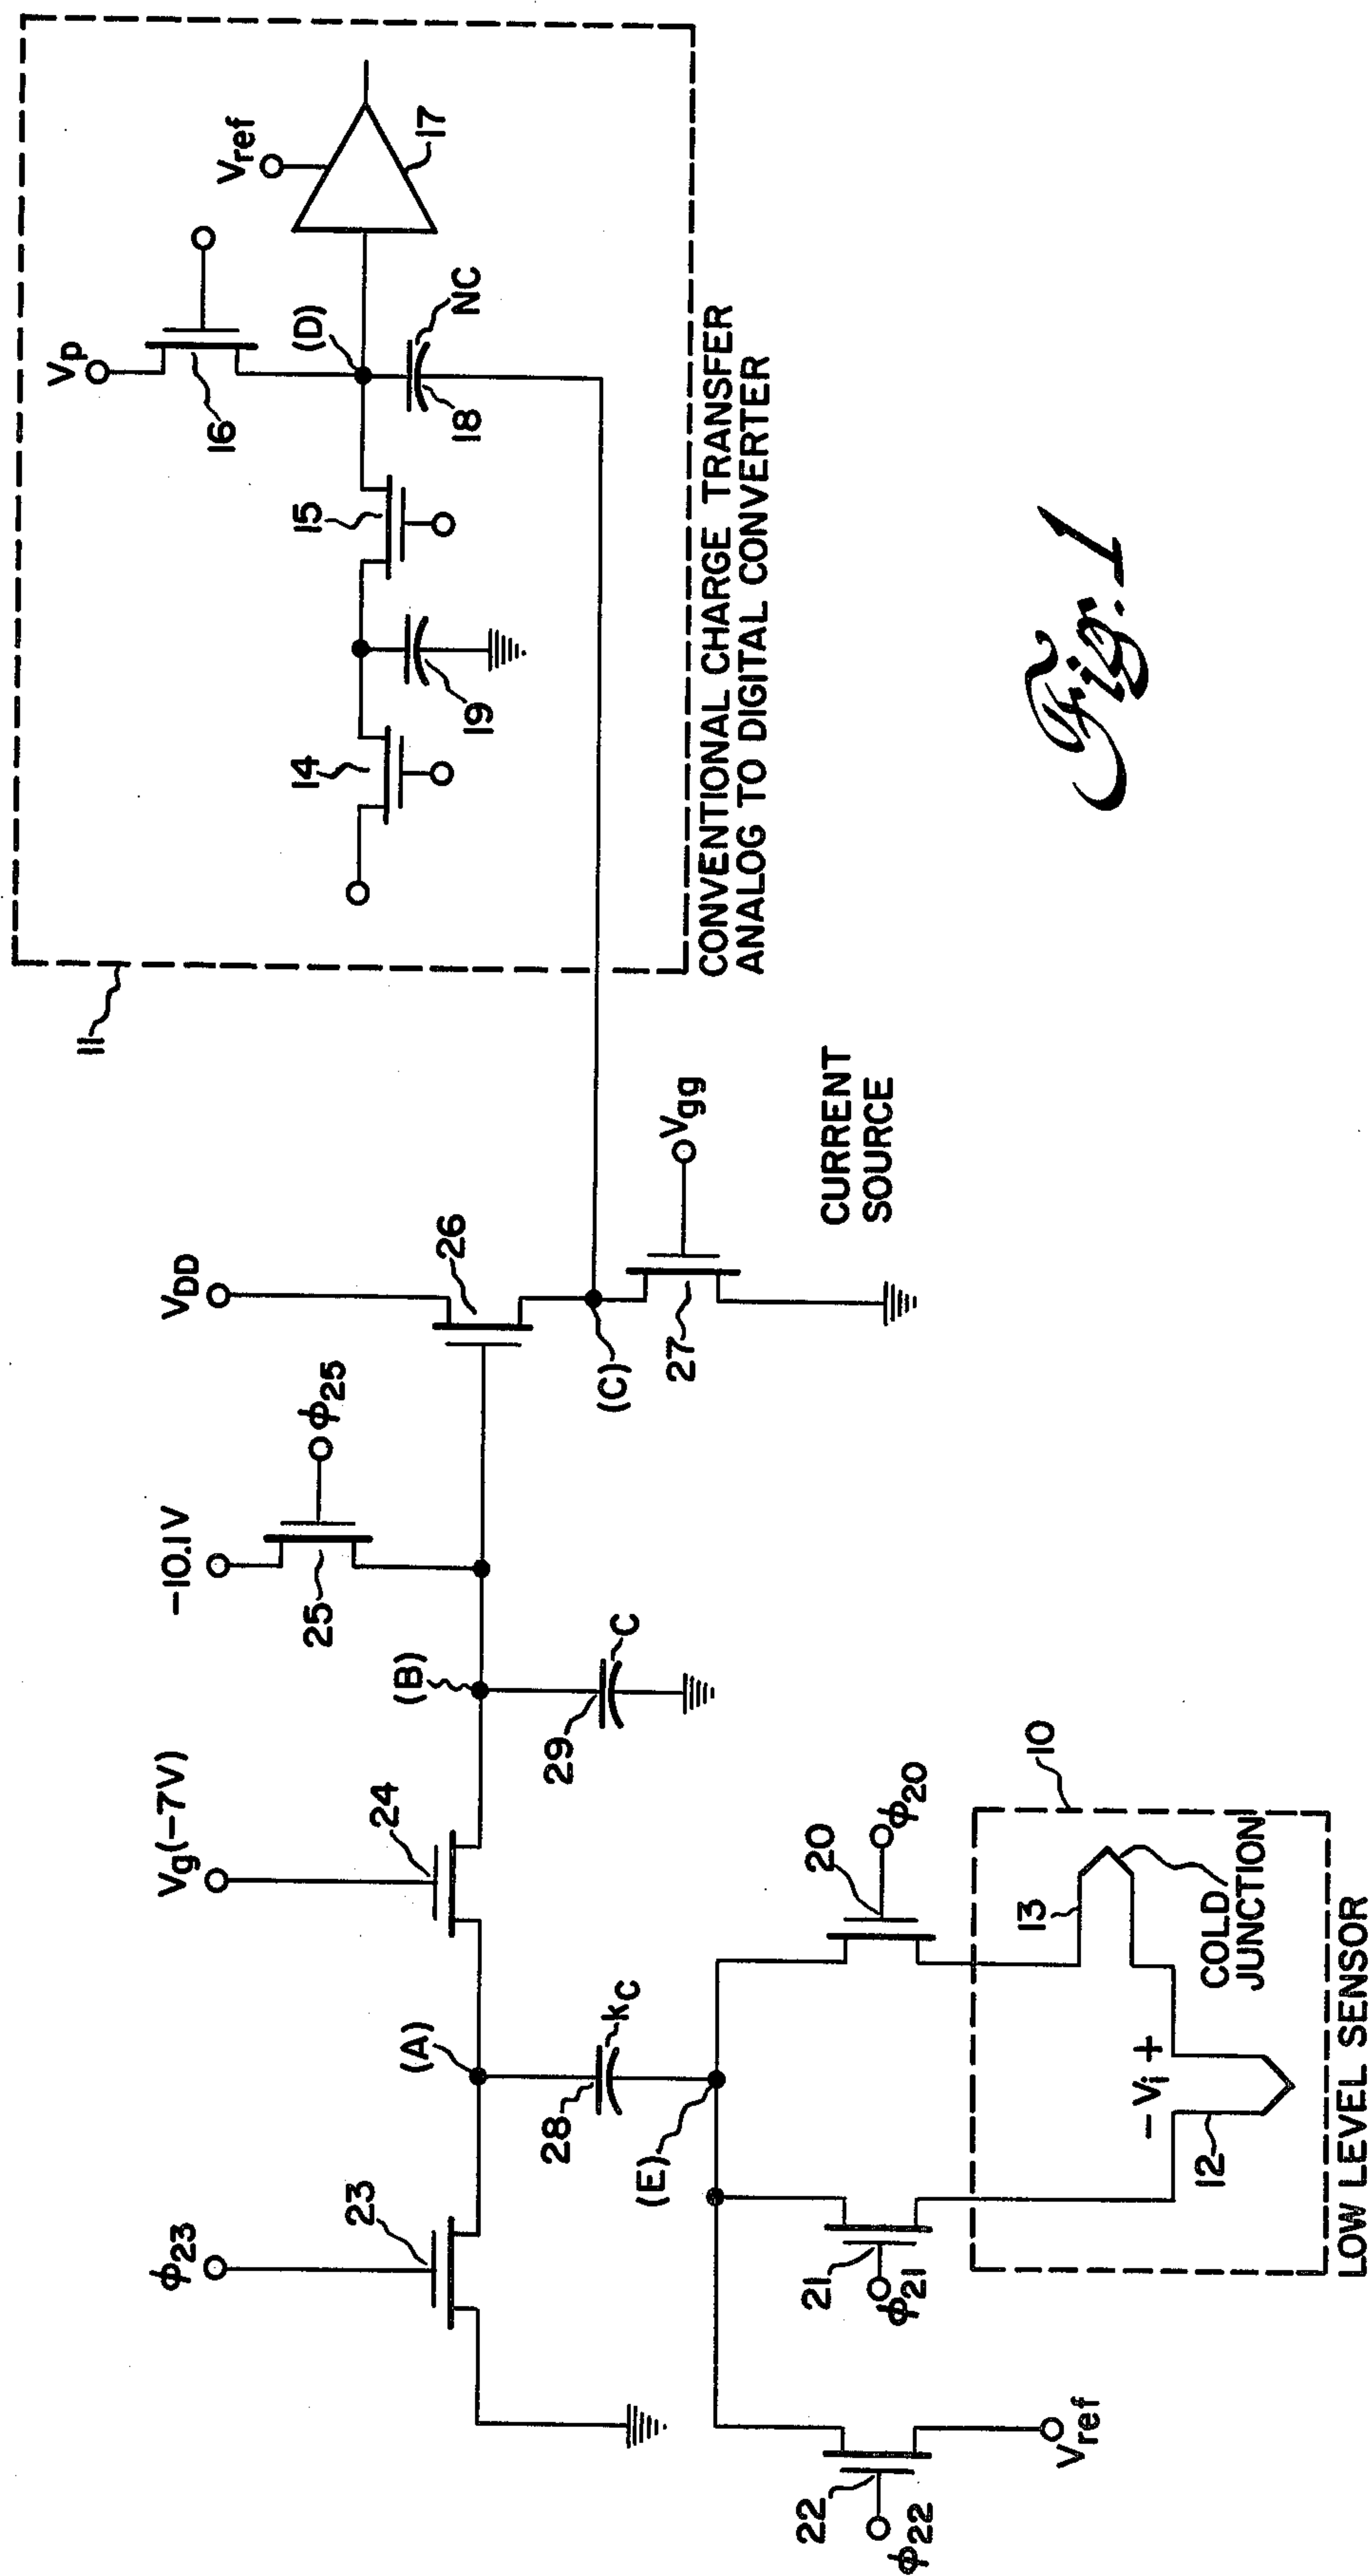 11
Vp
16
(D)
Vref
17
NC
18
15
19
14
CONVENTIONAL CHARGE TRANSFER
ANALOG TO DIGITAL CONVERTER
VDD
26
(C)
27
Vgg
CURRENT
SOURCE
-10.1V
ϕ25
25
(B)
29
C
Vg(-7V)
24
(A)
28
kC
(E)
ϕ23
23
20
ϕ20
21
ϕ21
22
ϕ22
Vref
10
13
COLD
JUNCTION
- Vi +
12
LOW LEVEL SENSOR
Fig. 1